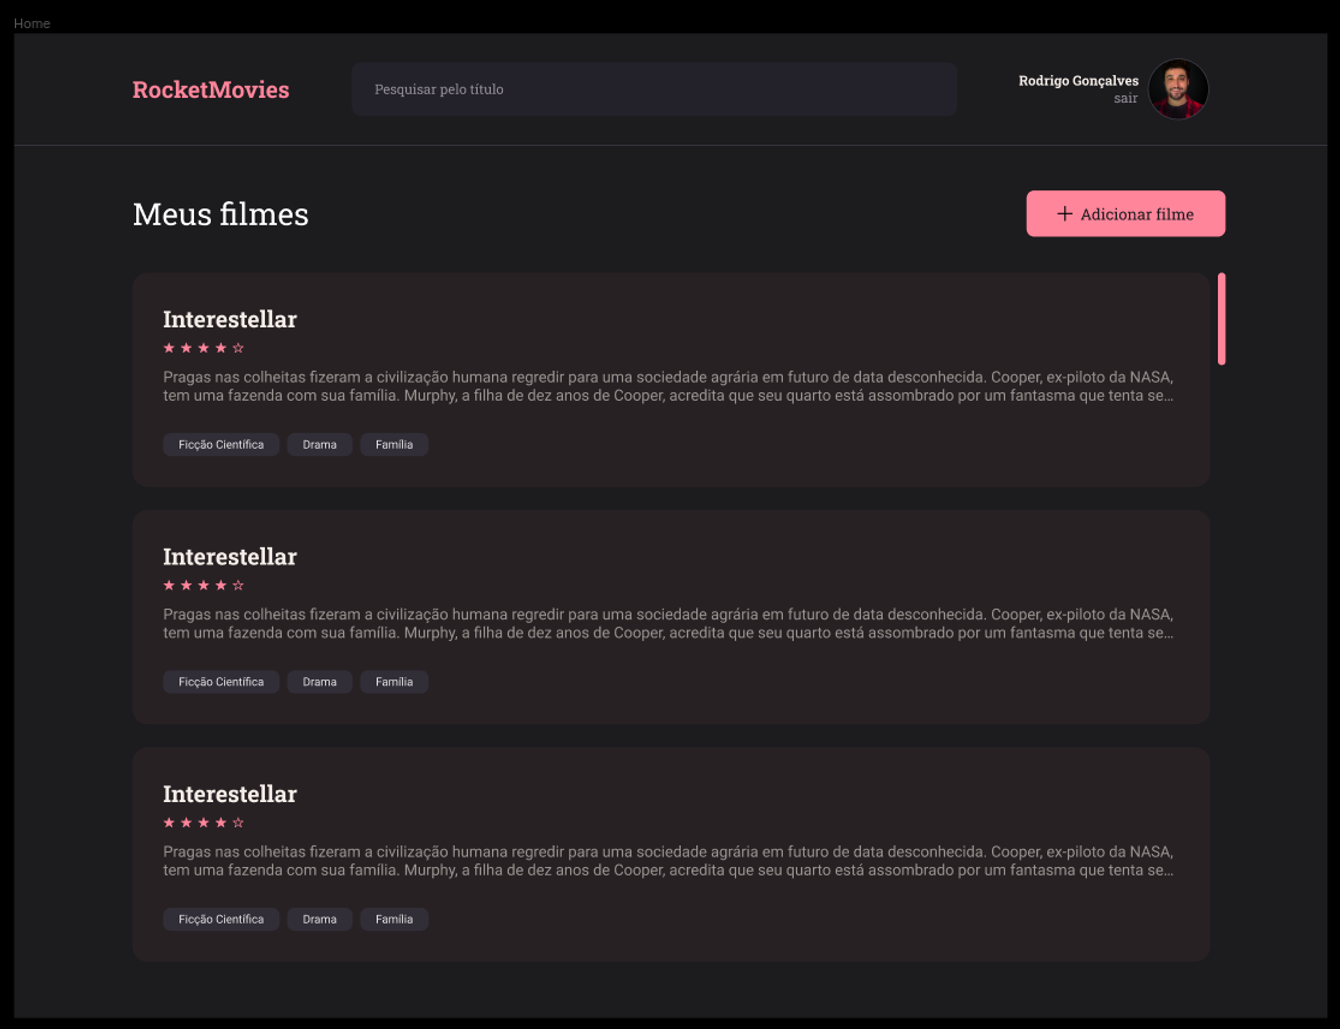 Home
RocketMovies
Pesquisar pelo título
Rodrigo Gonçalves
sair
Meus filmes
+ Adicionar filme
Interestellar
★ ★ ★ ★ ☆
Pragas nas colheitas fizeram a civilização humana regredir para uma sociedade agrária em futuro de data desconhecida. Cooper, ex-piloto da NASA,
tem uma fazenda com sua família. Murphy, a filha de dez anos de Cooper, acredita que seu quarto está assombrado por um fantasma que tenta se...
Ficção Científica Drama Família
Interestellar
★ ★ ★ ★ ☆
Pragas nas colheitas fizeram a civilização humana regredir para uma sociedade agrária em futuro de data desconhecida. Cooper, ex-piloto da NASA,
tem uma fazenda com sua família. Murphy, a filha de dez anos de Cooper, acredita que seu quarto está assombrado por um fantasma que tenta se...
Ficção Científica Drama Família
Interestellar
★ ★ ★ ★ ☆
Pragas nas colheitas fizeram a civilização humana regredir para uma sociedade agrária em futuro de data desconhecida. Cooper, ex-piloto da NASA,
tem uma fazenda com sua família. Murphy, a filha de dez anos de Cooper, acredita que seu quarto está assombrado por um fantasma que tenta se...
Ficção Científica Drama Família